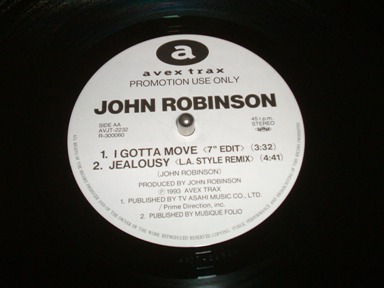 a
avex trax
PROMOTION USE ONLY
JOHN ROBINSON
SIDE AA
AVJT-2232
R-300060
45 r.p.m.
STEREO
1. I GOTTA MOVE <7" EDIT> (3:32)
2. JEALOUSY <L.A. STYLE REMIX> (4:41)
(JOHN ROBINSON)
PRODUCED BY JOHN ROBINSON
℗ 1993 AVEX TRAX
1. PUBLISHED BY TV ASAHI MUSIC CO., LTD.
/ Prime Direction, inc.
2. PUBLISHED BY MUSIQUE FOLIO